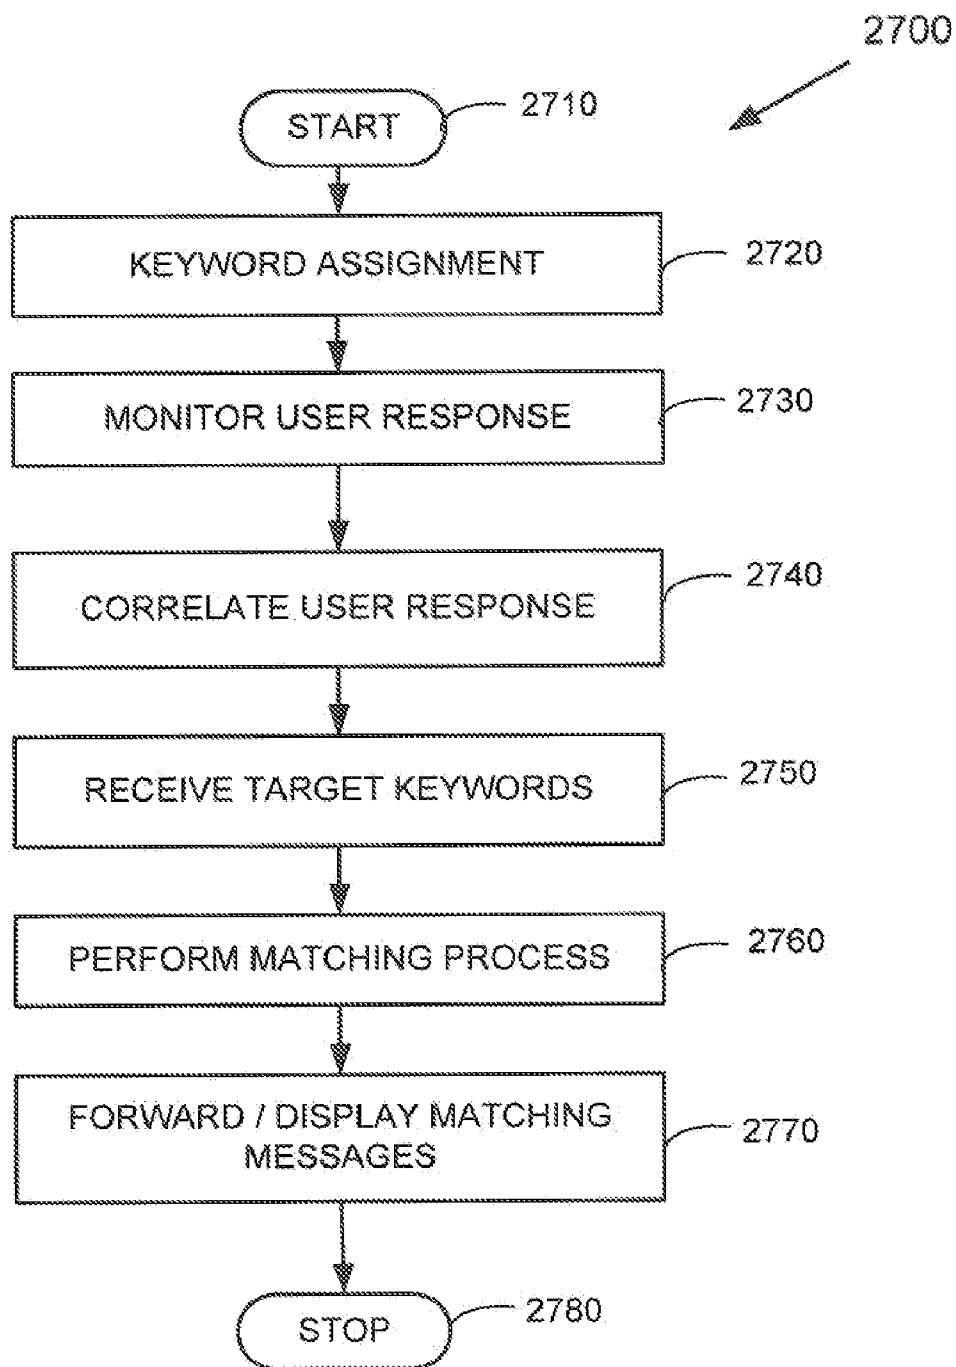 2700
START
2710
KEYWORD ASSIGNMENT
2720
MONITOR USER RESPONSE
2730
CORRELATE USER RESPONSE
2740
RECEIVE TARGET KEYWORDS
2750
PERFORM MATCHING PROCESS
2760
FORWARD / DISPLAY MATCHING
MESSAGES
2770
STOP
2780